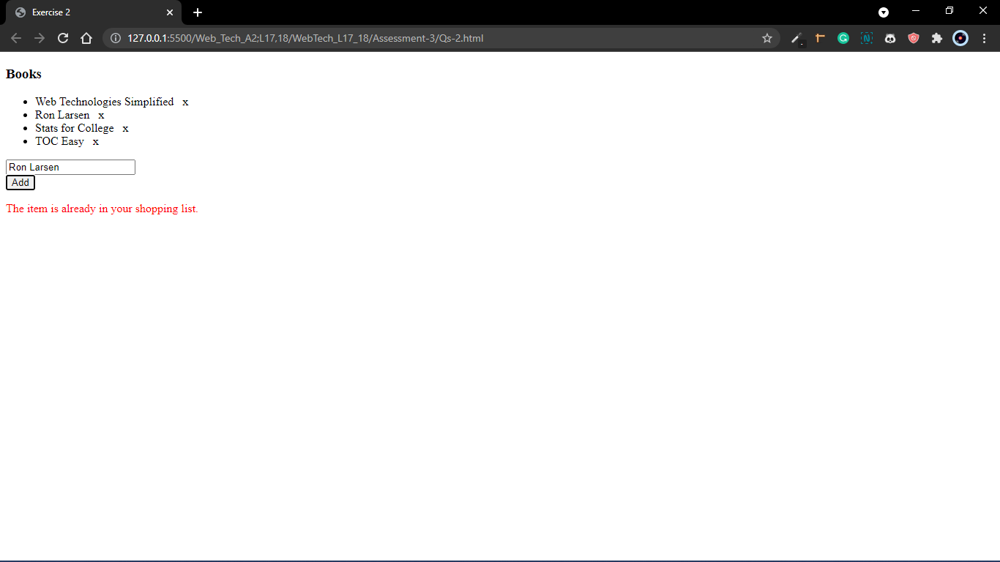 Exercise 2
127.0.0.1:5500/Web_Tech_A2;L17,18/WebTech_L17_18/Assessment-3/Qs-2.html
Books
Web Technologies Simplified x
Ron Larsen x
Stats for College x
TOC Easy x
Ron Larsen
Add
The item is already in your shopping list.